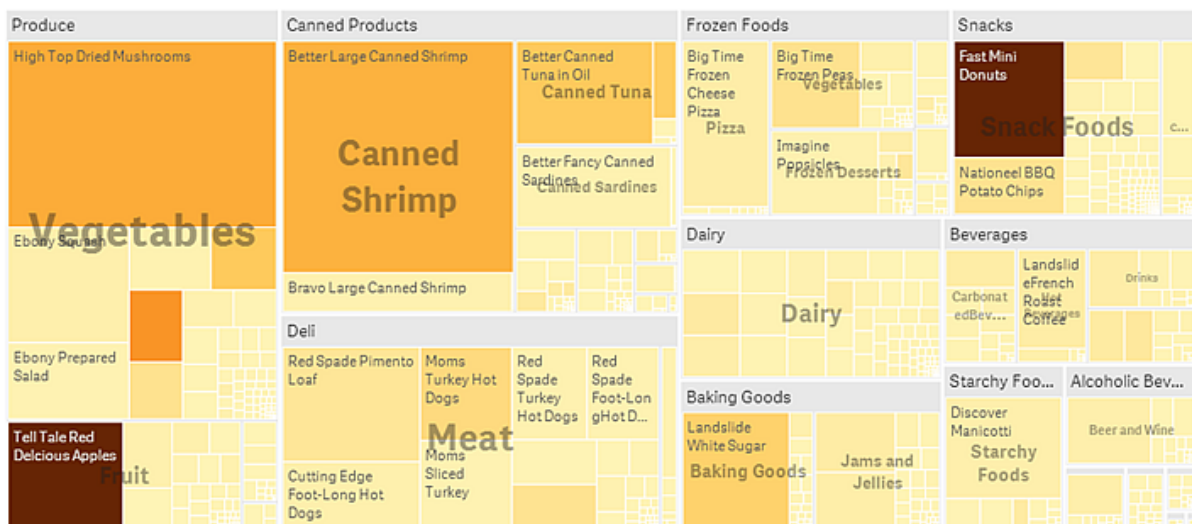 Produce
High Top Dried Mushrooms
Vegetables
Ebony Squash
Ebony Prepared
Salad
Tell Tale Red
Delcious Apples
Fruit
Canned Products
Better Large Canned Shrimp
Canned
Shrimp
Bravo Large Canned Shrimp
Better Canned
Tuna in Oil
Canned Tuna
Better Fancy Canned
Sardines
Canned Sardines
Deli
Red Spade Pimento
Loaf
Cutting Edge
Foot-Long Hot
Dogs
Moms
Turkey Hot
Dogs
Meat
Moms
Sliced
Turkey
Red
Spade
Turkey
Hot Dogs
Red
Spade
Foot-Lon
gHot D...
Frozen Foods
Big Time
Frozen
Cheese
Pizza
Pizza
Big Time
Frozen Peas
Vegetables
Imagine
Popsicles
Frozen Desserts
Dairy
Dairy
Baking Goods
Landslide
White Sugar
Baking Goods
Jams and
Jellies
Snacks
Fast Mini
Donuts
Snack Foods
C...
Nationeel BBQ
Potato Chips
Beverages
Carbonat
edBev...
Landslid
eFrench
Roast
Coffee
Hot
Beverages
Drinks
Starchy Foo...
Discover
Manicotti
Starchy
Foods
Alcoholic Bev...
Beer and Wine